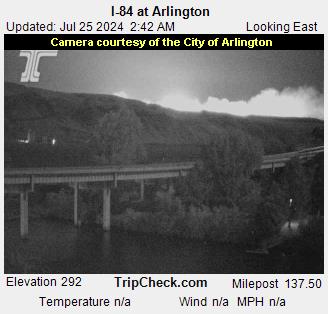 I-84 at Arlington
Updated: Jul 25 2024 2:42 AM Looking East
Camera courtesy of the City of Arlington
Elevation 292 TripCheck.com Milepost 137.50
Temperature n/a Wind n/a MPH n/a